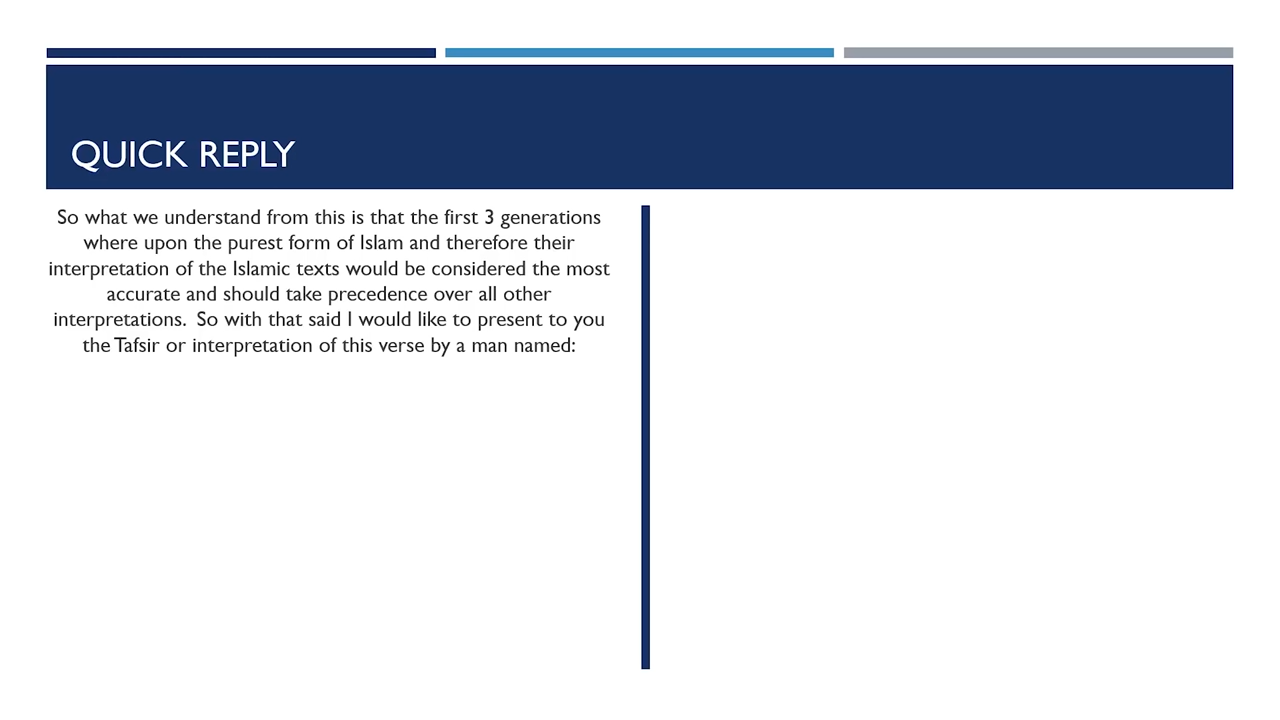 QUICK REPLY
So what we understand from this is that the first 3 generations
where upon the purest form of Islam and therefore their
interpretation of the Islamic texts would be considered the most
accurate and should take precedence over all other
interpretations.  So with that said I would like to present to you
the Tafsir or interpretation of this verse by a man named: